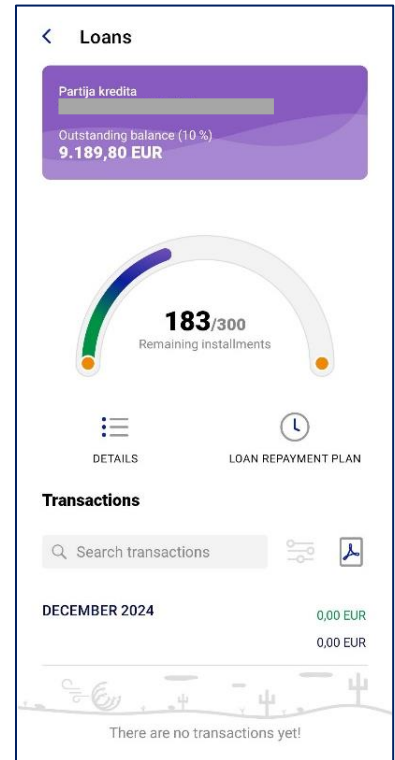 Loans
Partija kredita
Outstanding balance (10 %)
9.189,80 EUR
183/300
Remaining installments
DETAILS
LOAN REPAYMENT PLAN
Transactions
Search transactions
DECEMBER 2024
0,00 EUR
0,00 EUR
There are no transactions yet!